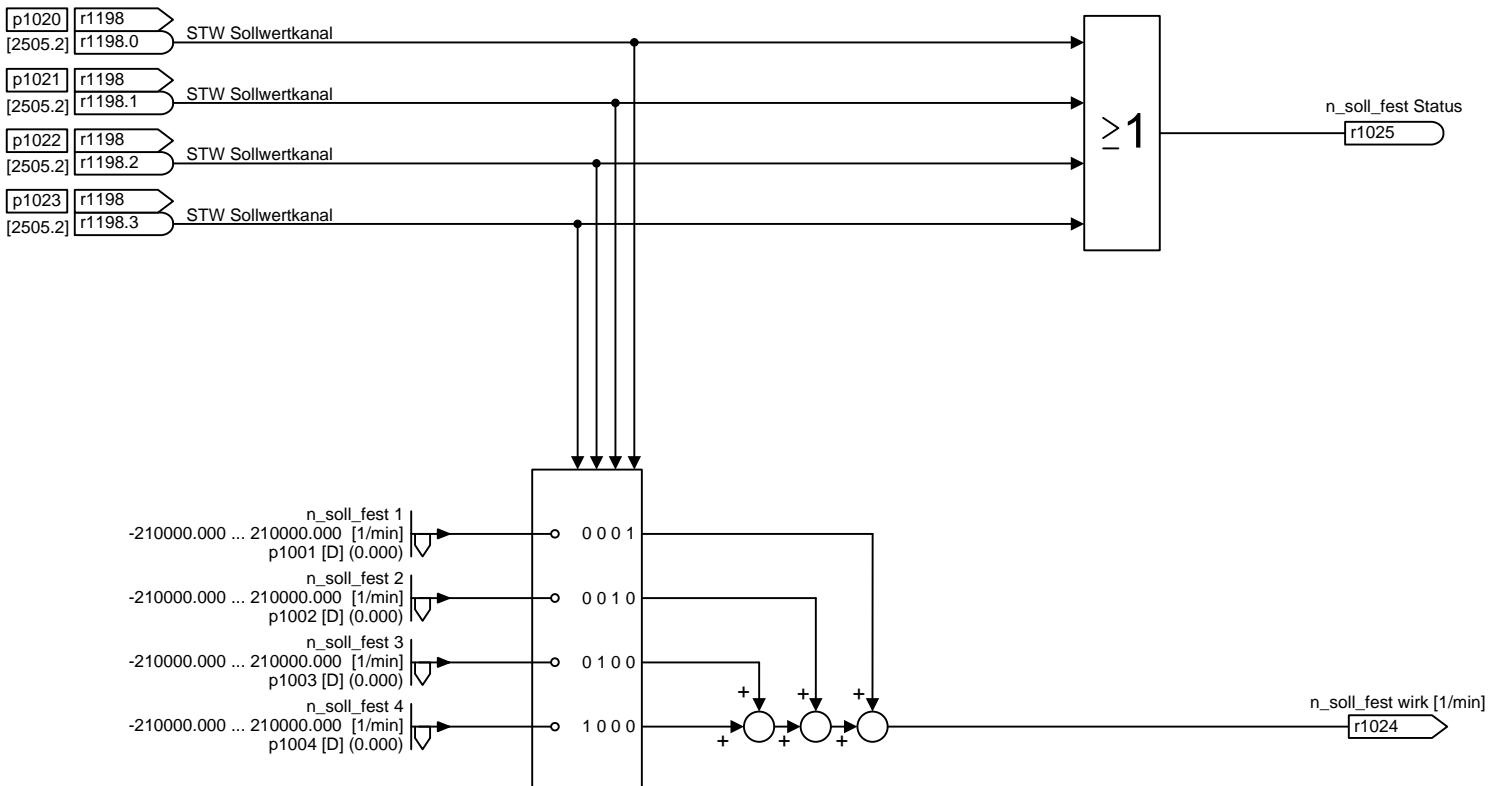 p1020 r1198
[2505.2] r1198.0 STW Sollwertkanal
p1021 r1198
[2505.2] r1198.1 STW Sollwertkanal
p1022 r1198
[2505.2] r1198.2 STW Sollwertkanal
p1023 r1198
[2505.2] r1198.3 STW Sollwertkanal
≥1
n_soll_fest Status
r1025
n_soll_fest 1
-210000.000 ... 210000.000 [1/min]
p1001 [D] (0.000)
0 0 0 1
n_soll_fest 2
-210000.000 ... 210000.000 [1/min]
p1002 [D] (0.000)
0 0 1 0
n_soll_fest 3
-210000.000 ... 210000.000 [1/min]
p1003 [D] (0.000)
0 1 0 0
n_soll_fest 4
-210000.000 ... 210000.000 [1/min]
p1004 [D] (0.000)
1 0 0 0
+ + +
+ + +
n_soll_fest wirk [1/min]
r1024